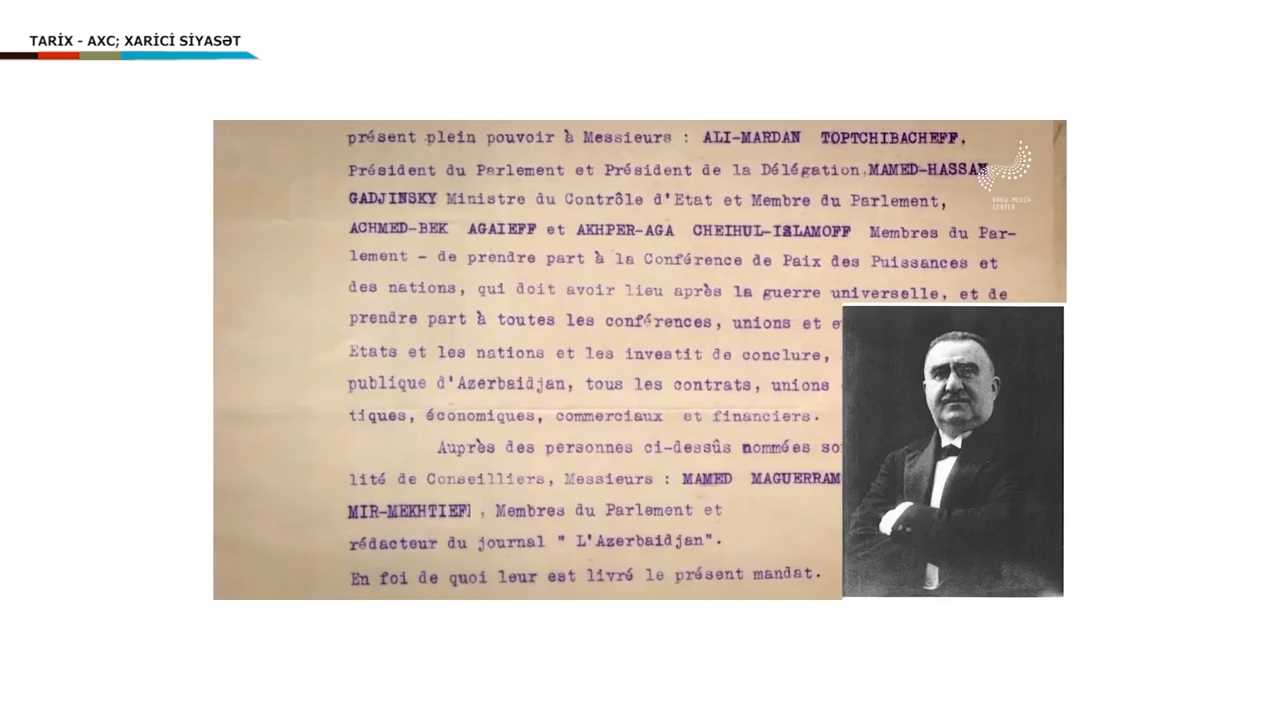 TARİX - AXC; XARİCİ SİYASƏT
présent plein pouvoir à Messieurs : ALI-MARDAN TOPTCHIBACHEFF,
Président du Parlement et Président de la Délégation,MAMED-HASSAN
BAKU MEDIA
CENTER
GADJINSKY Ministre du Contrôle d'Etat et Membre du Parlement,
ACHMED-BEK AGAIEFF et AKHPER-AGA CHEIHUL-ISLAMOFF Membres du Par-
lement - de prendre part à la Conférence de Paix des Puissances et
des nations, qui doit avoir lieu après la guerre universelle, et de
prendre part à toutes les conférences, unions et
Etats et les nations et les investit de conclure,
publique d'Azerbaidjan, tous les contrats, unions
tiques, économiques, commerciaux et financiers.
Auprès des personnes ci-dessûs nommées
lité de Conseilliers, Messieurs : MAMED MAGUERRAM
MIR-MEKHTIEF] , Membres du Parlement et
rédacteur du journal " L'Azerbaidjan".
En foi de quoi leur est livré le présent mandat.